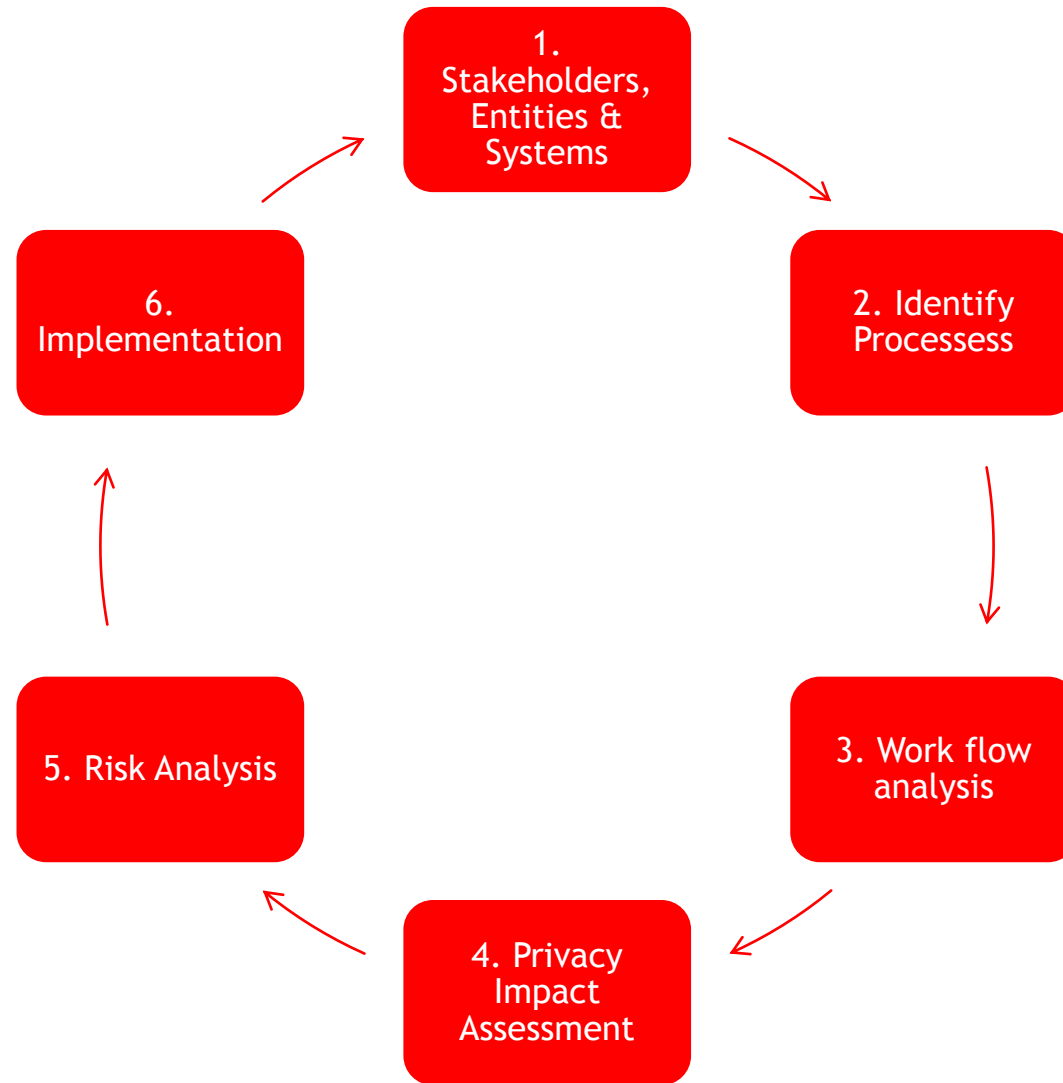 1.
Stakeholders,
Entities &
Systems
2. Identify
Processess
3. Work flow
analysis
4. Privacy
Impact
Assessment
5. Risk Analysis
6.
Implementation